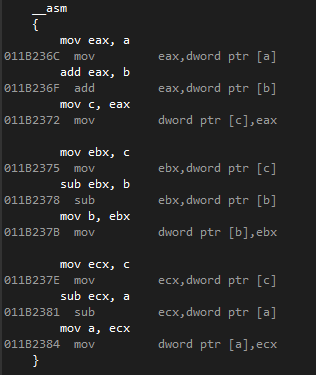 __asm
{
mov eax, a
011B236C mov eax,dword ptr [a]
add eax, b
011B236F add eax,dword ptr [b]
mov c, eax
011B2372 mov dword ptr [c],eax
mov ebx, c
011B2375 mov ebx,dword ptr [c]
sub ebx, b
011B2378 sub ebx,dword ptr [b]
mov b, ebx
011B237B mov dword ptr [b],ebx
mov ecx, c
011B237E mov ecx,dword ptr [c]
sub ecx, a
011B2381 sub ecx,dword ptr [a]
mov a, ecx
011B2384 mov dword ptr [a],ecx
}